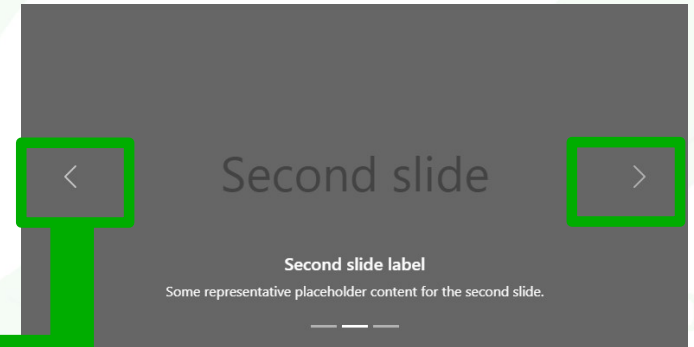 Second slide
Second slide label
Some representative placeholder content for the second slide.